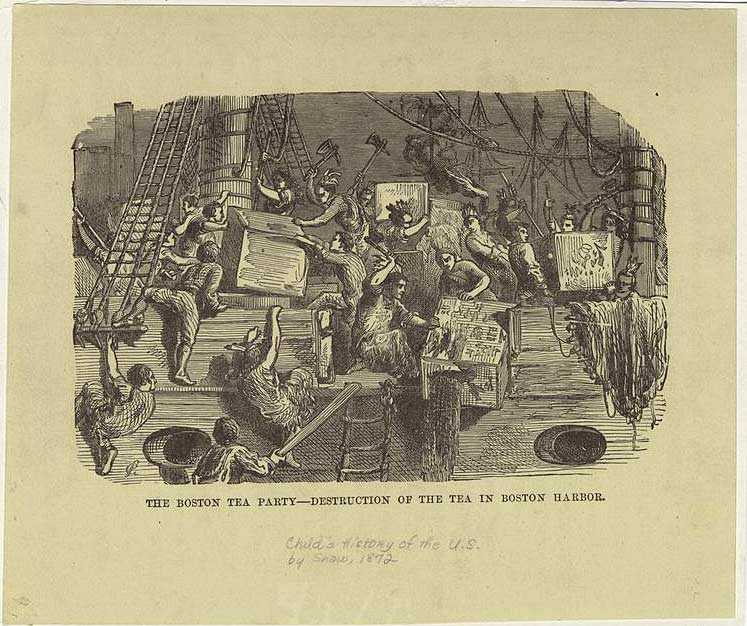 THE BOSTON TEA PARTY—DESTRUCTION OF THE TEA IN BOSTON HARBOR.
Child's History of the U.S.
by Shaw, 1872